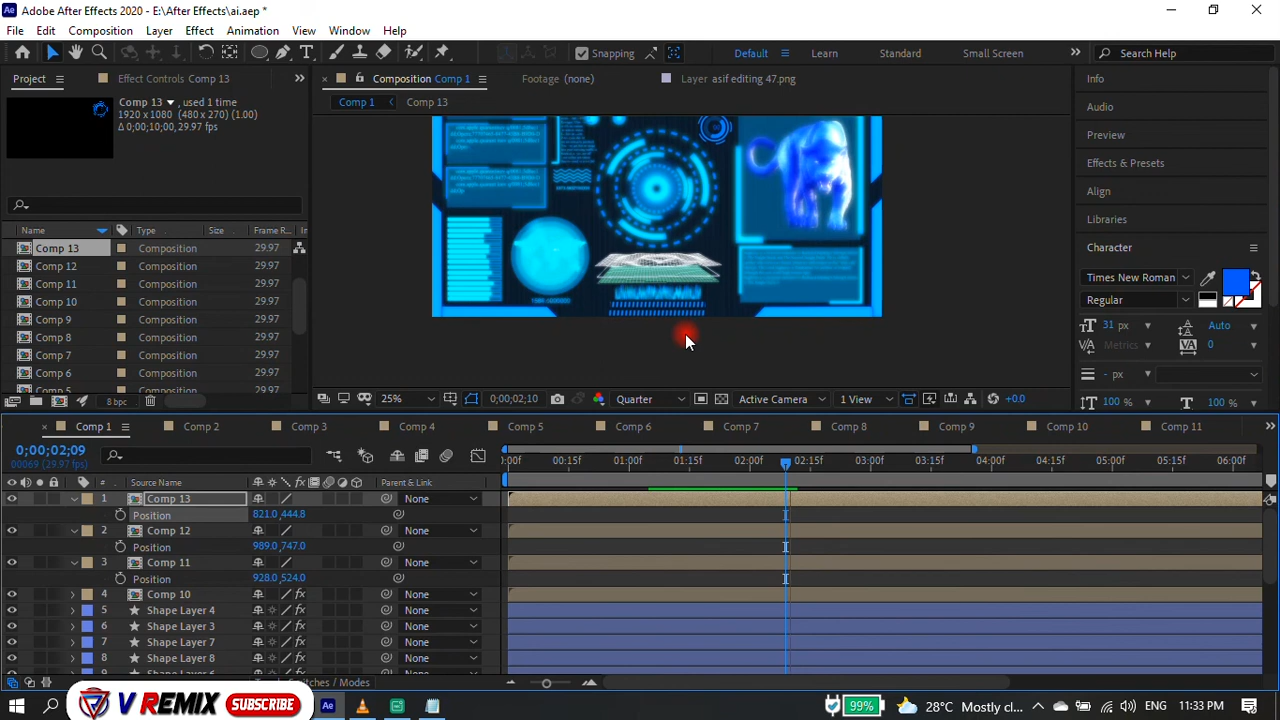 Adobe After Effects 2020 - E:\After Effects\ai.aep *
File Edit Composition Layer Effect Animation View Window Help
Snapping Default Learn Standard Small Screen Search Help
Project Effect Controls Comp 13 Composition Comp 1 Footage (none) Layer asif editing 47.png Info
Comp 13 , used 1 time
1920 x 1080 (480 x 270) (1.00)
Δ 0;00;10;00, 29.97 fps
Comp 1 Comp 13
Audio
Preview
Effects & Presets
Align
Libraries
Character
Name Type Size Frame R... In
Comp 13 Composition 29.97
Comp 12 Composition 29.97
Comp 11 Composition 29.97
Comp 10 Composition 29.97
Comp 9 Composition 29.97
Comp 8 Composition 29.97
Comp 7 Composition 29.97
Comp 6 Composition 29.97
Comp 5 Composition 29.97
Times New Roman
Regular
31 px Auto
Metrics 0
- px
100 % 100 %
8 bpc
25% 0;00;02;10 Quarter Active Camera 1 View +0.0
Comp 1 Comp 2 Comp 3 Comp 4 Comp 5 Comp 6 Comp 7 Comp 8 Comp 9 Comp 10 Comp 11
0;00;02;09
00069 (29.97 fps)
:00f 00:15f 01:00f 01:15f 02:00f 02:15f 03:00f 03:15f 04:00f 04:15f 05:00f 05:15f 06:00f
# Source Name Parent & Link
1 Comp 13 None
Position 821.0,444.8
2 Comp 12 None
Position 989.0,747.0
3 Comp 11 None
Position 928.0,524.0
4 Comp 10 None
5 Shape Layer 4 None
6 Shape Layer 3 None
7 Shape Layer 7 None
8 Shape Layer 8 None
Switches / Modes
V REMIX SUBSCRIBE
Ae 99% 28°C Mostly cl... ENG 11:33 PM